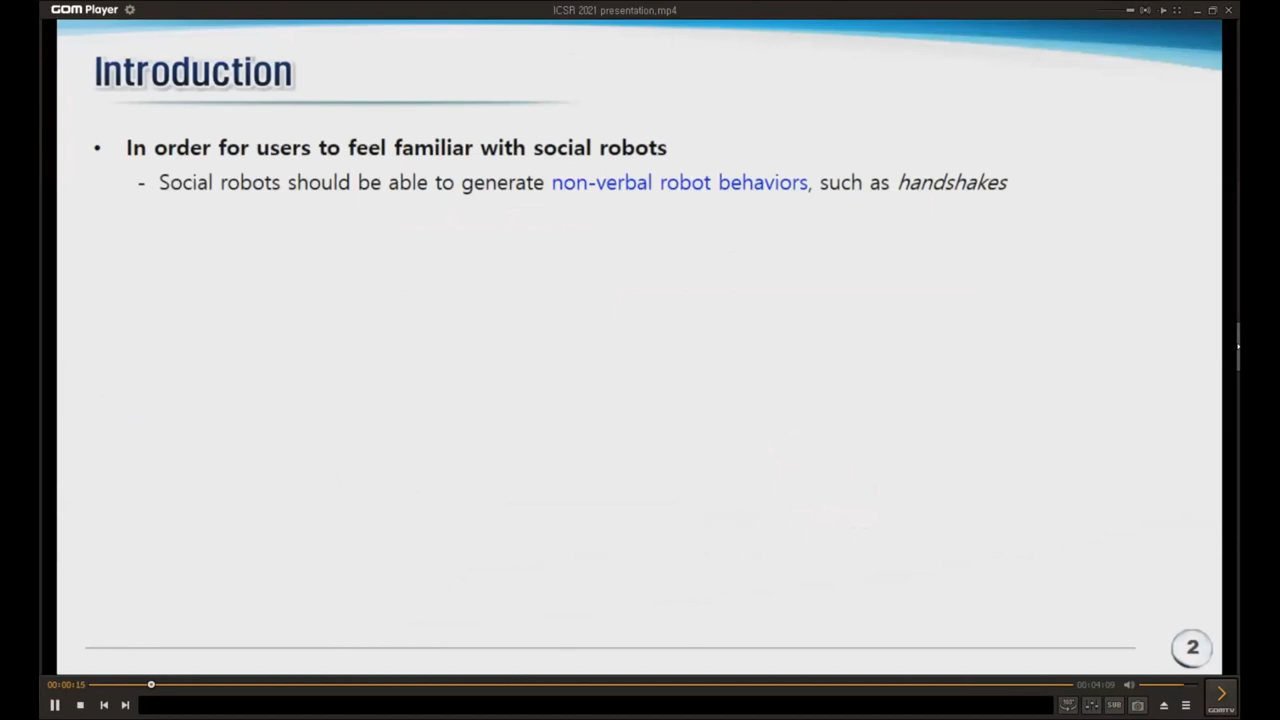 GOM Player
ICSR 2021 presentation.mp4
Introduction
• In order for users to feel familiar with social robots
- Social robots should be able to generate non-verbal robot behaviors, such as handshakes
2
00:00:15
00:04:09
SUB
GOMTV